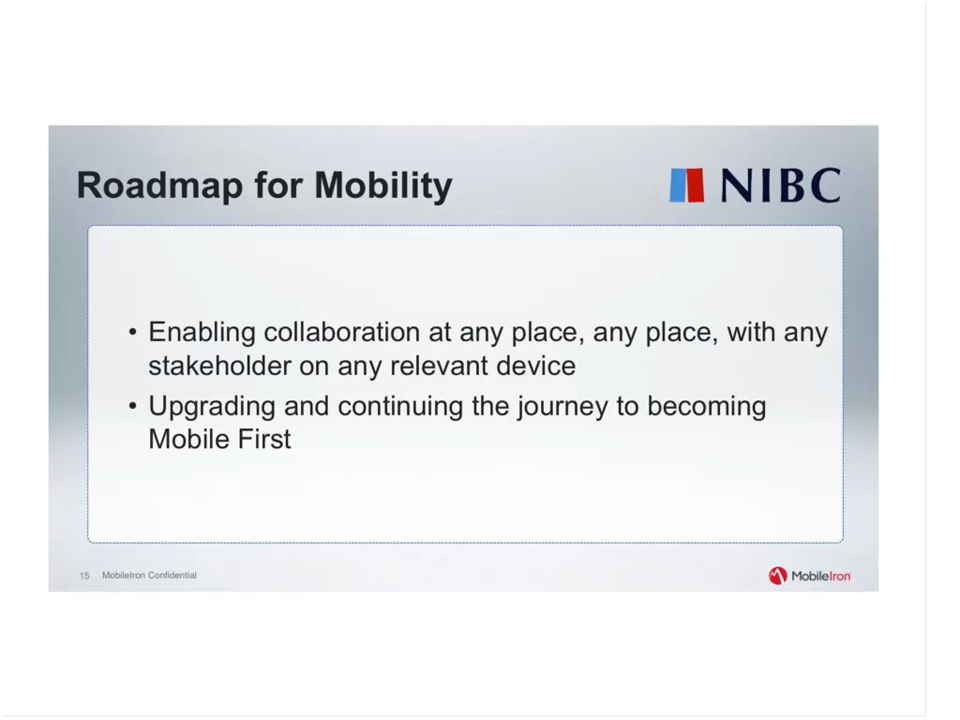 Roadmap for Mobility
NIBC
• Enabling collaboration at any place, any place, with any
stakeholder on any relevant device
• Upgrading and continuing the journey to becoming
Mobile First
15 MobileIron Confidential
MobileIron